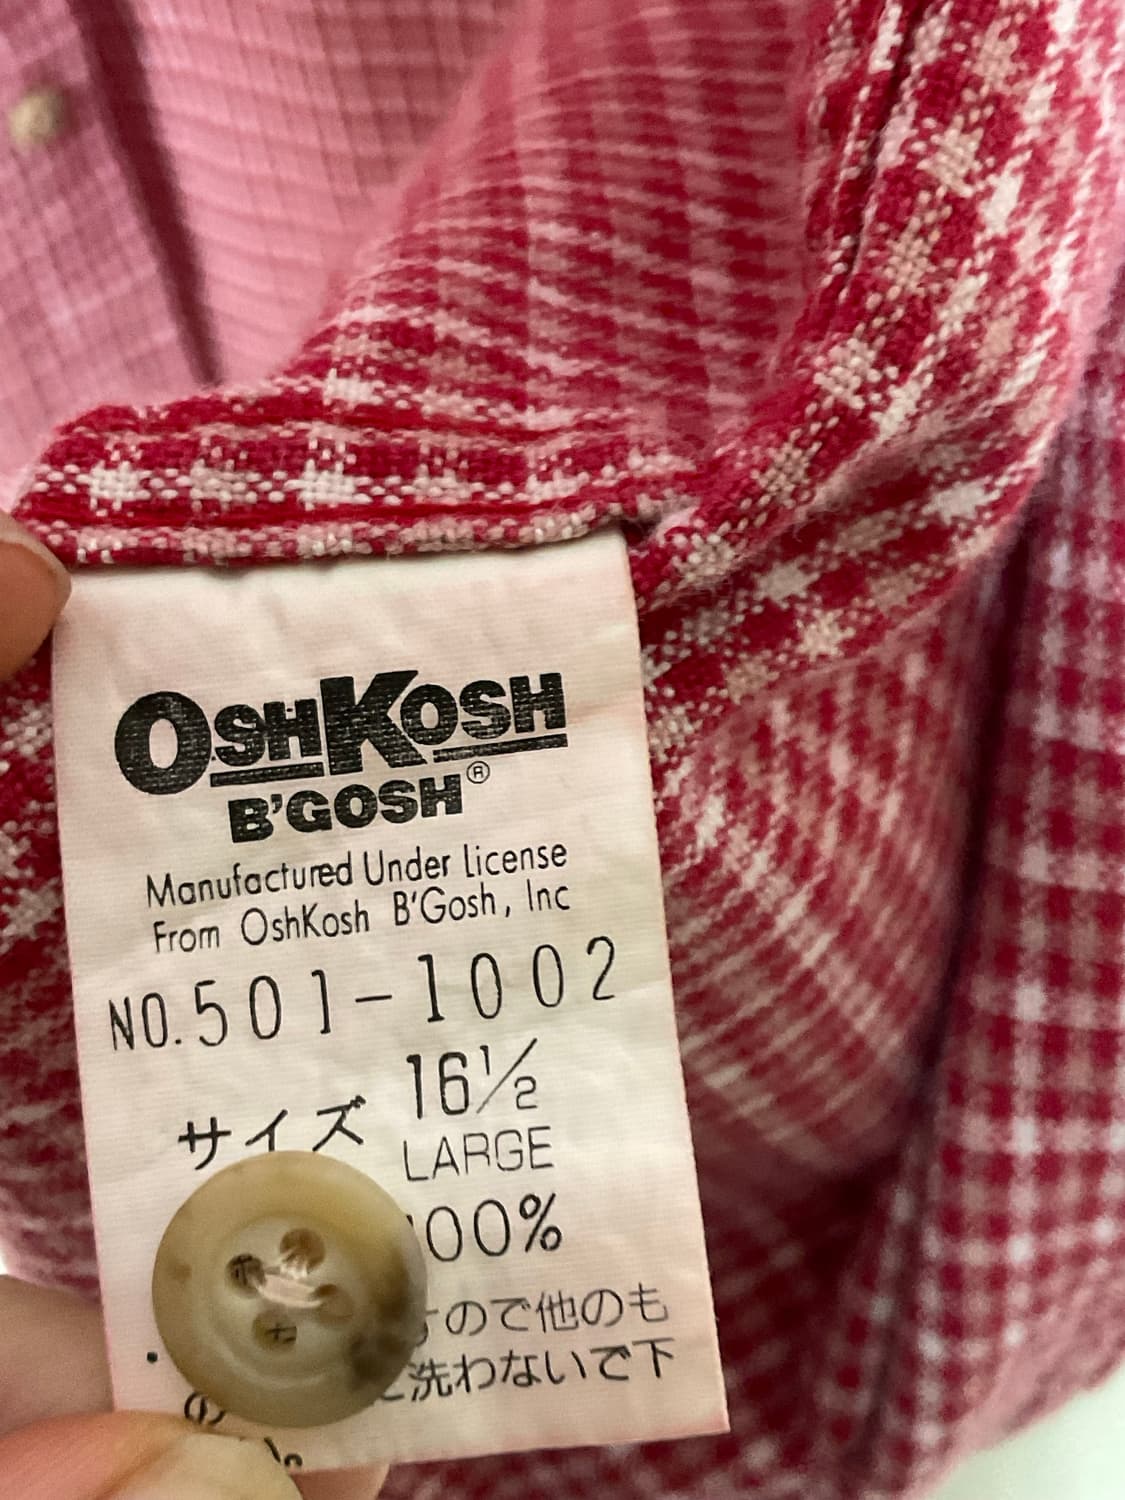 OSHKOSH
B'GOSH®
Manufactured Under License
From OshKosh B'Gosh, Inc
NO.501-1002
サイズ 16½
LARGE
00%
ので他のも
の 洗わないで下